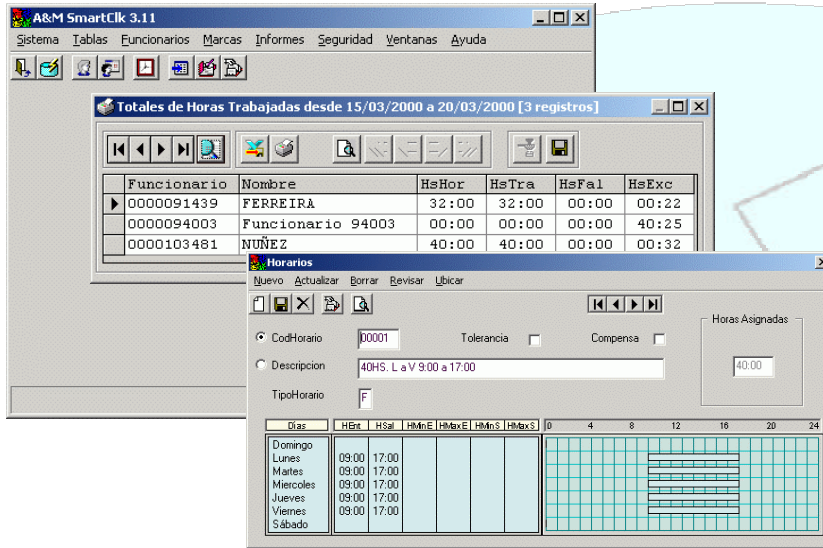 A&M SmartClk 3.11
Sistema Tablas Funcionarios Marcas Informes Seguridad Ventanas Ayuda
Totales de Horas Trabajadas desde 15/03/2000 a 20/03/2000 [3 registros]
Funcionario Nombre HsHor HsTra HsFal HsExc
0000091439 FERREIRA 32:00 32:00 00:00 00:22
0000094003 Funcionario 94003 00:00 00:00 00:00 40:25
0000103481 NUÑEZ 40:00 40:00 00:00 00:32
Horarios
Nuevo Actualizar Borrar Revisar Ubicar
Horas Asignadas
CodHorario 00001 Tolerancia Compensa
Descripcion 40HS. L a V 9:00 a 17:00 40:00
TipoHorario F
Días HEnt HSal HMinE HMaxE HMinS HMaxS 0 4 8 12 16 20 24
Domingo
Lunes 09:00 17:00
Martes 09:00 17:00
Miercoles 09:00 17:00
Jueves 09:00 17:00
Viernes 09:00 17:00
Sábado